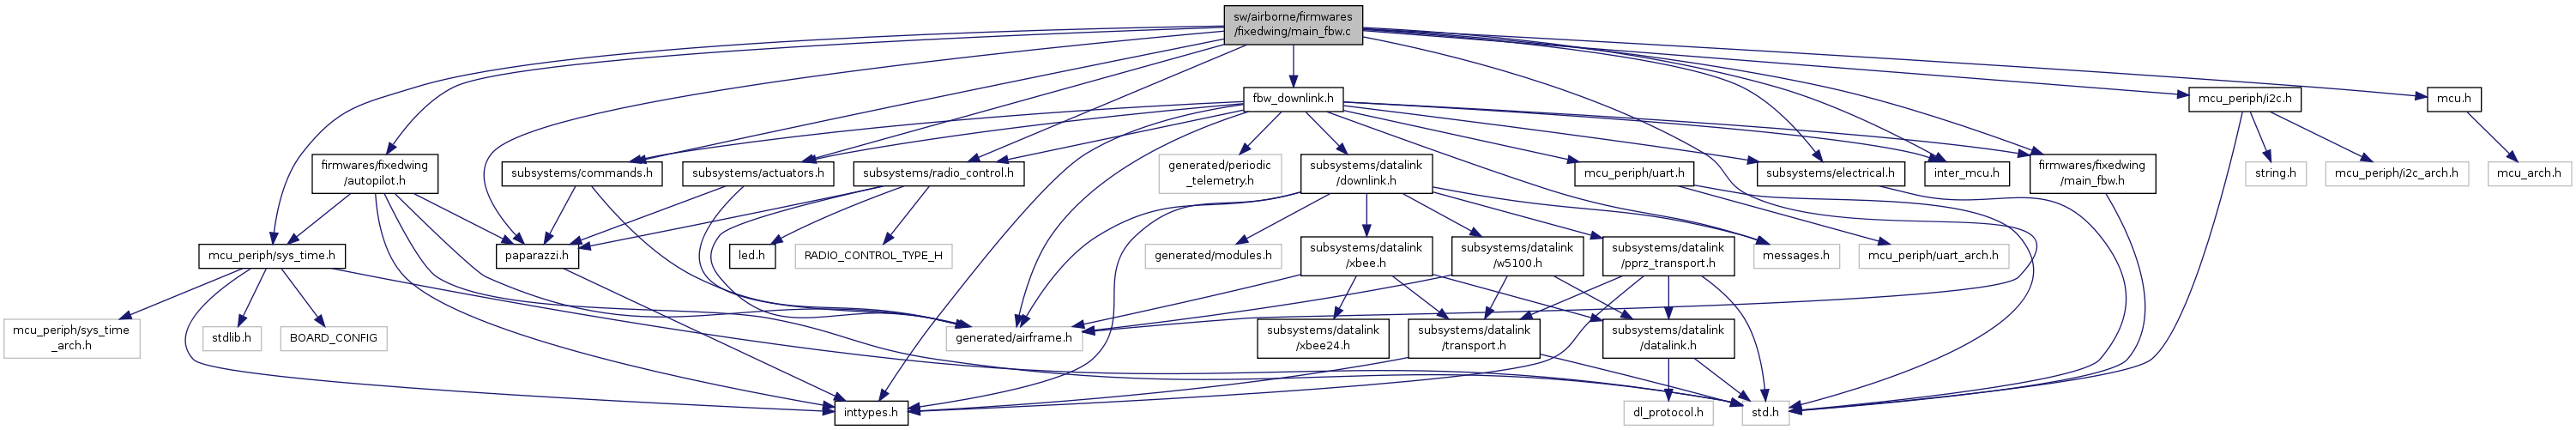 sw/airborne/firmwares
/fixedwing/main_fbw.c
fbw_downlink.h
mcu_periph/i2c.h
mcu.h
firmwares/fixedwing
/autopilot.h
subsystems/commands.h
subsystems/actuators.h
subsystems/radio_control.h
generated/periodic
_telemetry.h
subsystems/datalink
/downlink.h
mcu_periph/uart.h
subsystems/electrical.h
inter_mcu.h
firmwares/fixedwing
/main_fbw.h
string.h
mcu_periph/i2c_arch.h
mcu_arch.h
mcu_periph/sys_time.h
paparazzi.h
led.h
RADIO_CONTROL_TYPE_H
generated/modules.h
subsystems/datalink
/xbee.h
subsystems/datalink
/w5100.h
subsystems/datalink
/pprz_transport.h
messages.h
mcu_periph/uart_arch.h
mcu_periph/sys_time
_arch.h
stdlib.h
BOARD_CONFIG
generated/airframe.h
subsystems/datalink
/xbee24.h
subsystems/datalink
/transport.h
subsystems/datalink
/datalink.h
inttypes.h
dl_protocol.h
std.h